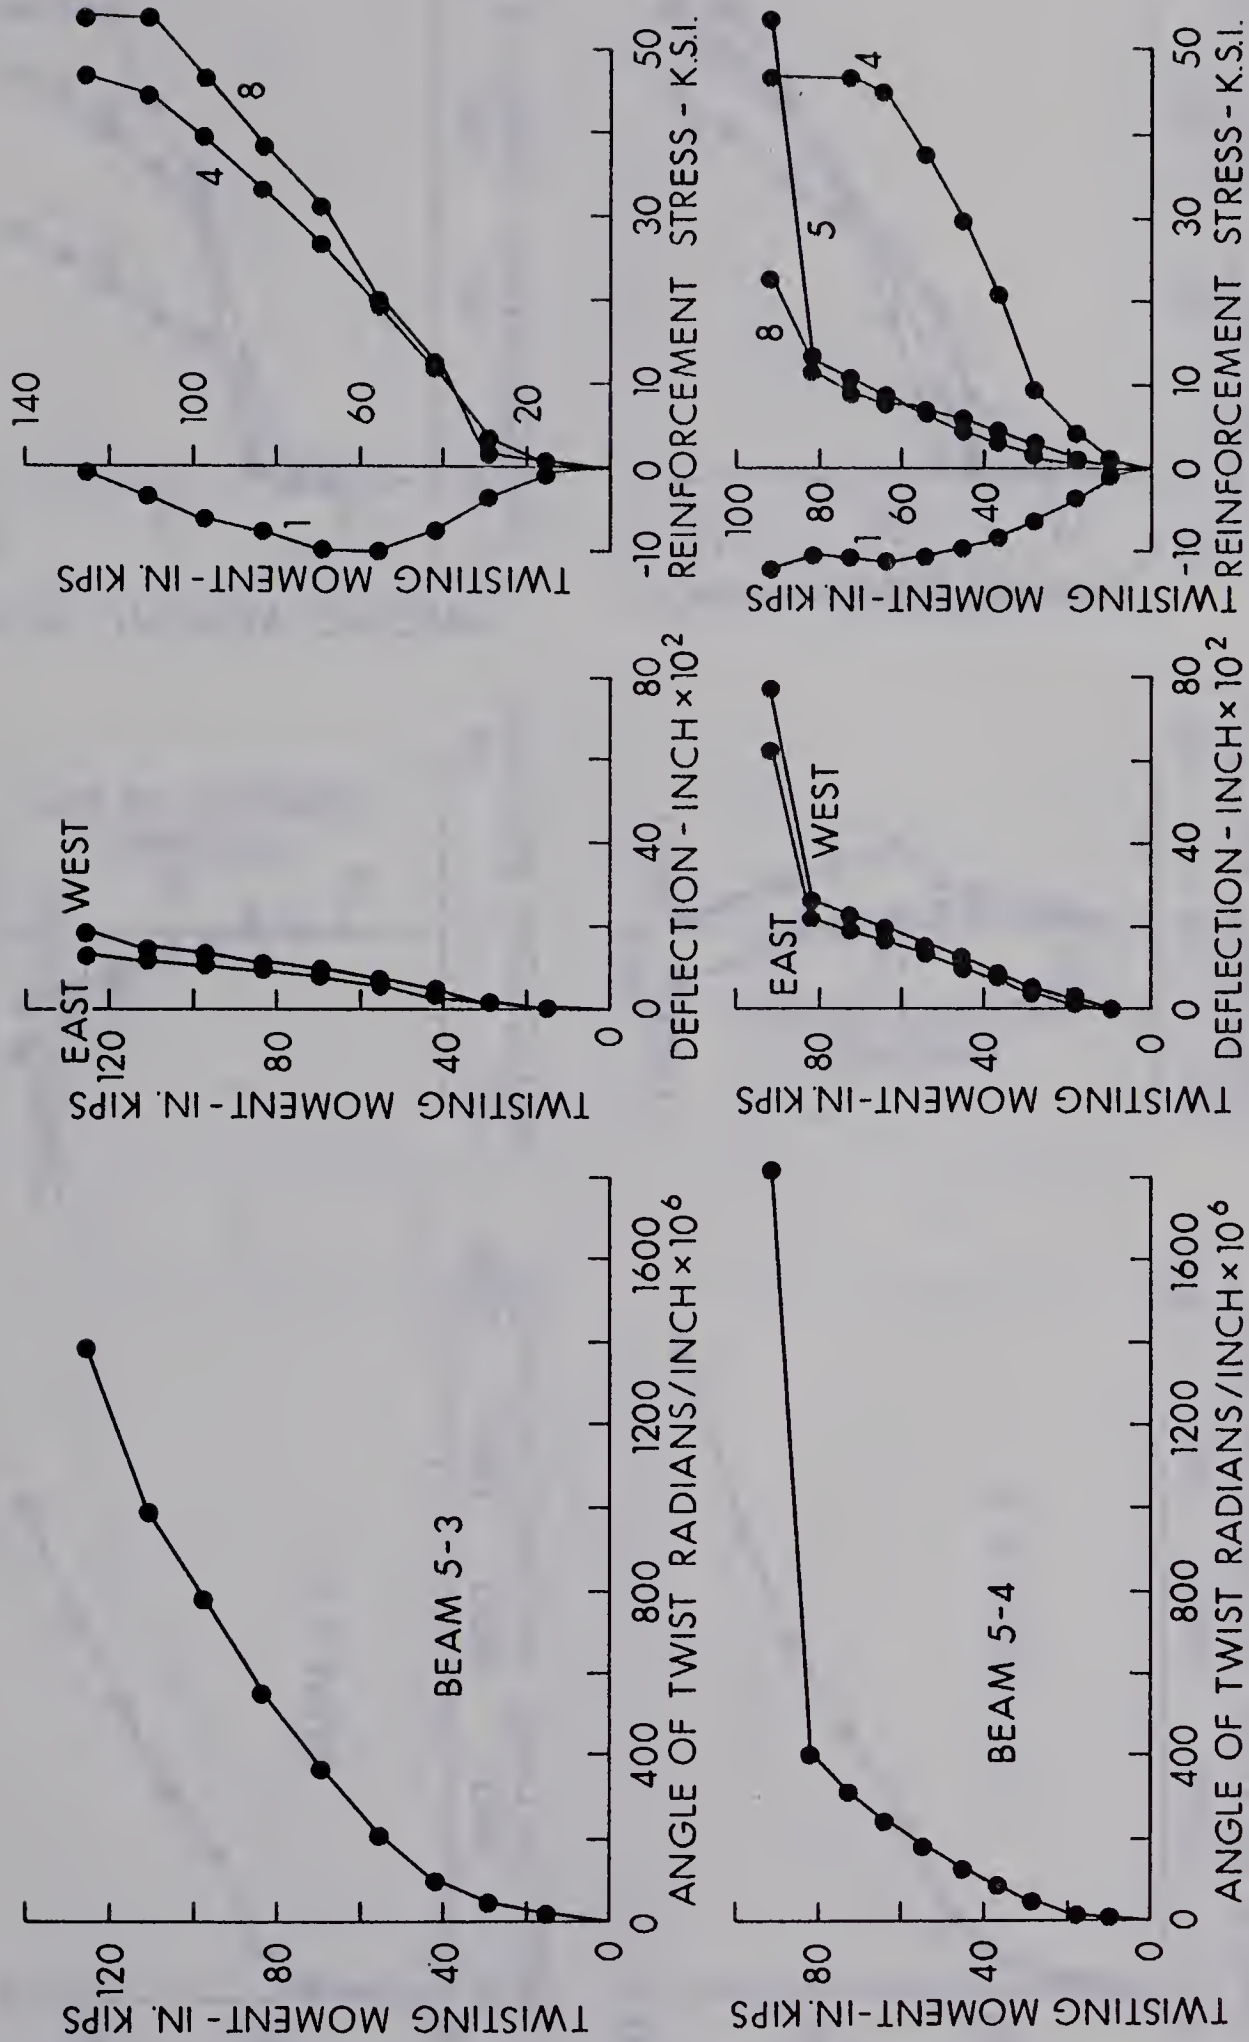 TWISTING MOMENT - IN. KIPS
120
80
40
0
0 400 800 1200 1600
ANGLE OF TWIST RADIANS/INCH × 10⁶
BEAM 5-3
TWISTING MOMENT-IN. KIPS
120
80
40
0
EAST WEST
0 40 80
DEFLECTION - INCH × 10²
TWISTING MOMENT-IN. KIPS
140
100
60
20
1
4
8
-10 0 10 30 50
REINFORCEMENT STRESS - K.S.I.
TWISTING MOMENT-IN. KIPS
80
40
0
0 400 800 1200 1600
ANGLE OF TWIST RADIANS/INCH × 10⁶
BEAM 5-4
TWISTING MOMENT-IN. KIPS
80
40
0
EAST
WEST
0 40 80
DEFLECTION - INCH × 10²
TWISTING MOMENT-IN. KIPS
100
80
60
40
1
8
5
4
-10 0 10 30 50
REINFORCEMENT STRESS - K.S.I.